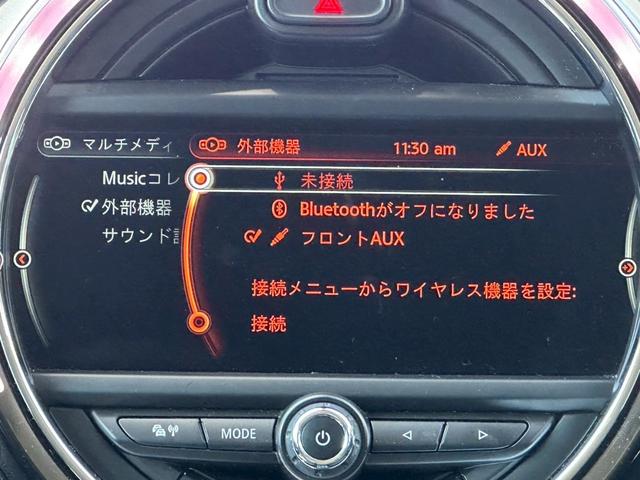 マルチメディ
外部機器
11:30 am
AUX
Musicコレ
未接続
外部機器
Bluetoothがオフになりました
サウンド
フロントAUX
接続メニューからワイヤレス機器を設定:
接続
MODE